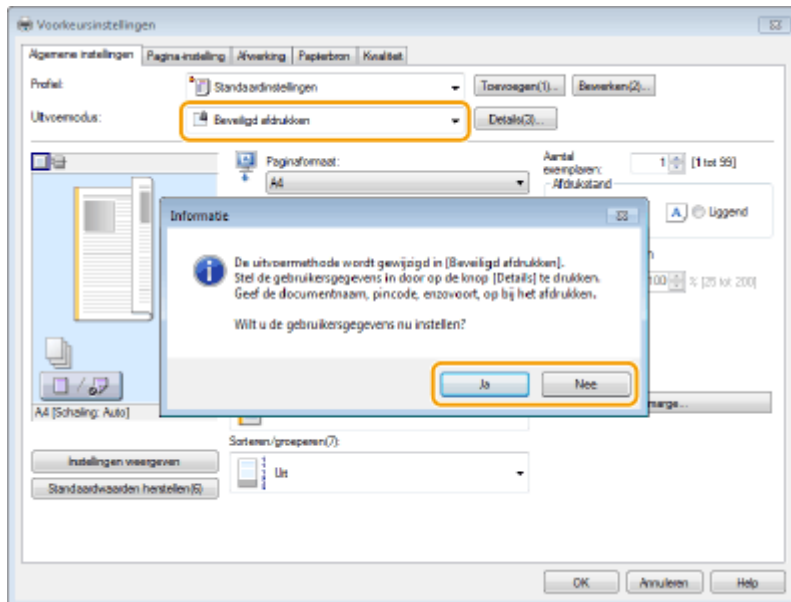 Voorkeursinstellingen
Algemene instellingen Pagina-instelling Afwerking Papierbron Kwaliteit
Profiel: Standaardinstellingen Toevoegen(1)... Bewerken(2)...
Uitvoermodus: Beveiligd afdrukken Details(3)...
Paginaformaat: Aantal exemplaren: 1 [1 tot 99]
A4 Afdrukstand
A Liggend
Informatie
De uitvoermethode wordt gewijzigd in [Beveiligd afdrukken].
Stel de gebruikersgegevens in door op de knop [Details] te drukken.
Geef de documentnaam, pincode, enzovoort, op bij het afdrukken.
Wilt u de gebruikersgegevens nu instellen?
Ja Nee
n
100 % [25 tot 200]
marge...
A4 [Schaling: Auto]
Sorteren/groeperen(7):
Instellingen weergeven
Uit
Standaardwaarden herstellen(6)
OK Annuleren Help